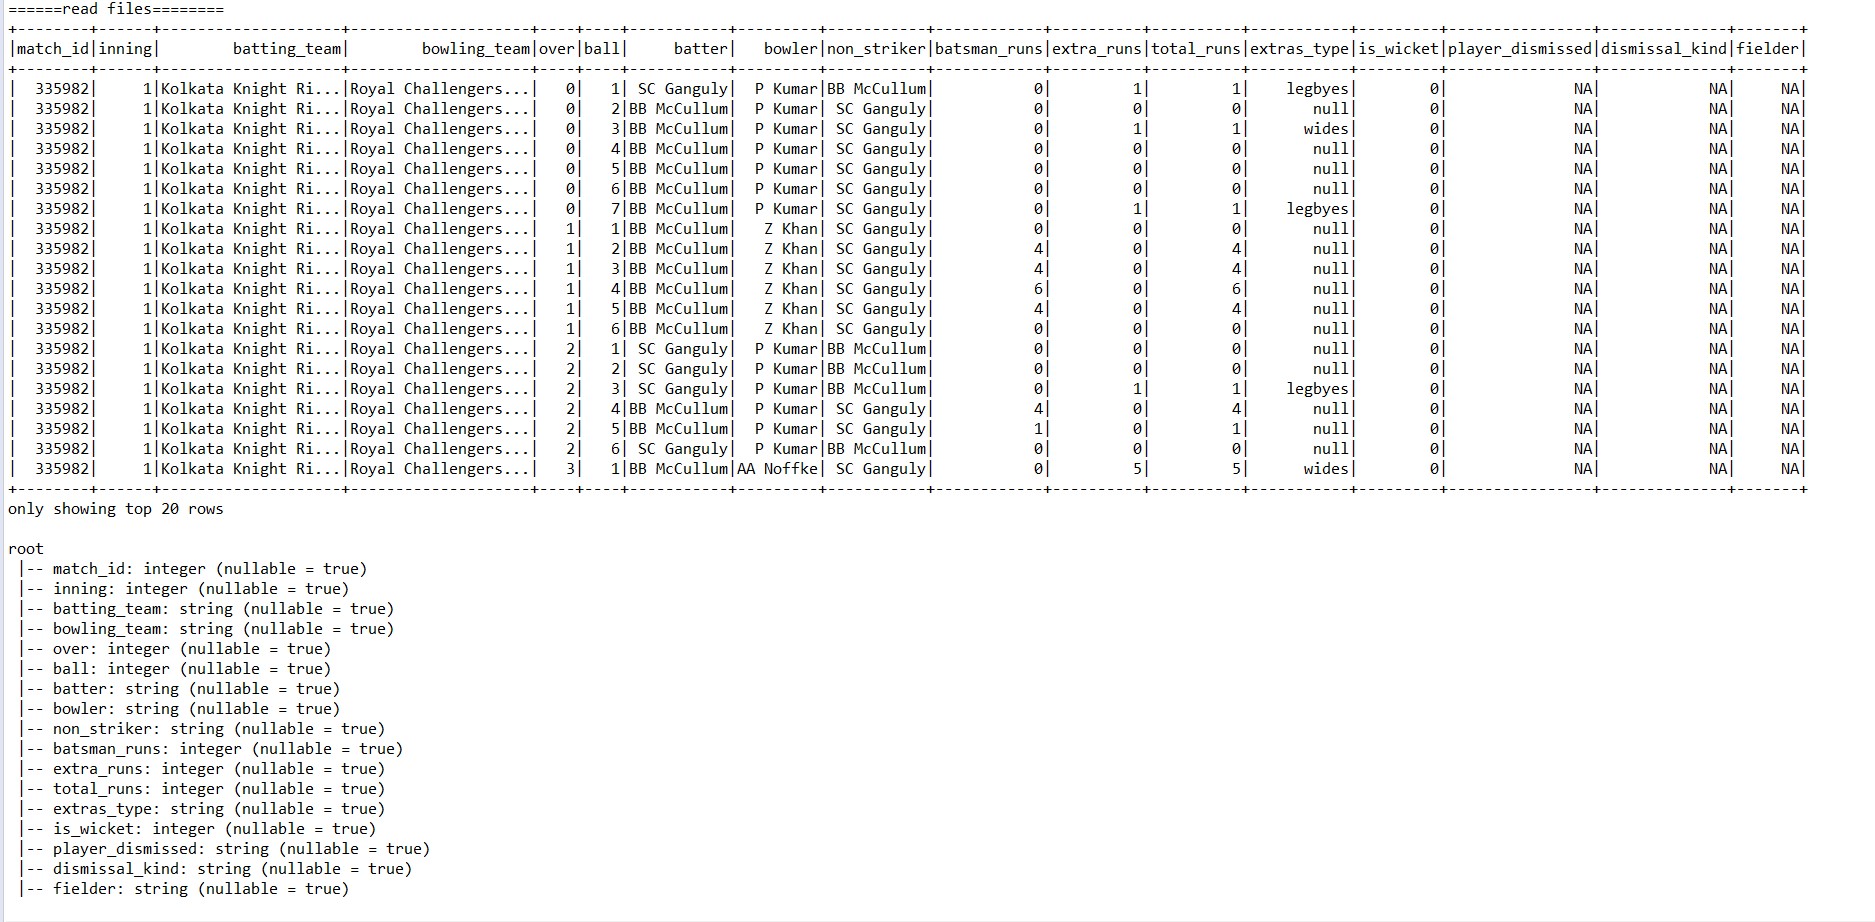 ======read files========
+--------+------+--------------------+--------------------+----+----+-----------+---------+-----------+------------+----------+----------+-----------+---------+----------------+--------------+-------+
|match_id|inning|        batting_team|        bowling_team|over|ball|     batter|   bowler|non_striker|batsman_runs|extra_runs|total_runs|extras_type|is_wicket|player_dismissed|dismissal_kind|fielder|
+--------+------+--------------------+--------------------+----+----+-----------+---------+-----------+------------+----------+----------+-----------+---------+----------------+--------------+-------+
|  335982|     1|Kolkata Knight Ri...|Royal Challengers...|   0|   1| SC Ganguly|  P Kumar|BB McCullum|           0|         1|         1|    legbyes|        0|              NA|            NA|     NA|
|  335982|     1|Kolkata Knight Ri...|Royal Challengers...|   0|   2|BB McCullum|  P Kumar| SC Ganguly|           0|         0|         0|       null|        0|              NA|            NA|     NA|
|  335982|     1|Kolkata Knight Ri...|Royal Challengers...|   0|   3|BB McCullum|  P Kumar| SC Ganguly|           0|         1|         1|      wides|        0|              NA|            NA|     NA|
|  335982|     1|Kolkata Knight Ri...|Royal Challengers...|   0|   4|BB McCullum|  P Kumar| SC Ganguly|           0|         0|         0|       null|        0|              NA|            NA|     NA|
|  335982|     1|Kolkata Knight Ri...|Royal Challengers...|   0|   5|BB McCullum|  P Kumar| SC Ganguly|           0|         0|         0|       null|        0|              NA|            NA|     NA|
|  335982|     1|Kolkata Knight Ri...|Royal Challengers...|   0|   6|BB McCullum|  P Kumar| SC Ganguly|           0|         0|         0|       null|        0|              NA|            NA|     NA|
|  335982|     1|Kolkata Knight Ri...|Royal Challengers...|   0|   7|BB McCullum|  P Kumar| SC Ganguly|           0|         1|         1|    legbyes|        0|              NA|            NA|     NA|
|  335982|     1|Kolkata Knight Ri...|Royal Challengers...|   1|   1|BB McCullum|   Z Khan| SC Ganguly|           0|         0|         0|       null|        0|              NA|            NA|     NA|
|  335982|     1|Kolkata Knight Ri...|Royal Challengers...|   1|   2|BB McCullum|   Z Khan| SC Ganguly|           4|         0|         4|       null|        0|              NA|            NA|     NA|
|  335982|     1|Kolkata Knight Ri...|Royal Challengers...|   1|   3|BB McCullum|   Z Khan| SC Ganguly|           4|         0|         4|       null|        0|              NA|            NA|     NA|
|  335982|     1|Kolkata Knight Ri...|Royal Challengers...|   1|   4|BB McCullum|   Z Khan| SC Ganguly|           6|         0|         6|       null|        0|              NA|            NA|     NA|
|  335982|     1|Kolkata Knight Ri...|Royal Challengers...|   1|   5|BB McCullum|   Z Khan| SC Ganguly|           4|         0|         4|       null|        0|              NA|            NA|     NA|
|  335982|     1|Kolkata Knight Ri...|Royal Challengers...|   1|   6|BB McCullum|   Z Khan| SC Ganguly|           0|         0|         0|       null|        0|              NA|            NA|     NA|
|  335982|     1|Kolkata Knight Ri...|Royal Challengers...|   2|   1| SC Ganguly|  P Kumar|BB McCullum|           0|         0|         0|       null|        0|              NA|            NA|     NA|
|  335982|     1|Kolkata Knight Ri...|Royal Challengers...|   2|   2| SC Ganguly|  P Kumar|BB McCullum|           0|         0|         0|       null|        0|              NA|            NA|     NA|
|  335982|     1|Kolkata Knight Ri...|Royal Challengers...|   2|   3| SC Ganguly|  P Kumar|BB McCullum|           0|         1|         1|    legbyes|        0|              NA|            NA|     NA|
|  335982|     1|Kolkata Knight Ri...|Royal Challengers...|   2|   4|BB McCullum|  P Kumar| SC Ganguly|           4|         0|         4|       null|        0|              NA|            NA|     NA|
|  335982|     1|Kolkata Knight Ri...|Royal Challengers...|   2|   5|BB McCullum|  P Kumar| SC Ganguly|           1|         0|         1|       null|        0|              NA|            NA|     NA|
|  335982|     1|Kolkata Knight Ri...|Royal Challengers...|   2|   6| SC Ganguly|  P Kumar|BB McCullum|           0|         0|         0|       null|        0|              NA|            NA|     NA|
|  335982|     1|Kolkata Knight Ri...|Royal Challengers...|   3|   1|BB McCullum|AA Noffke| SC Ganguly|           0|         5|         5|      wides|        0|              NA|            NA|     NA|
+--------+------+--------------------+--------------------+----+----+-----------+---------+-----------+------------+----------+----------+-----------+---------+----------------+--------------+-------+
only showing top 20 rows

root
 |-- match_id: integer (nullable = true)
 |-- inning: integer (nullable = true)
 |-- batting_team: string (nullable = true)
 |-- bowling_team: string (nullable = true)
 |-- over: integer (nullable = true)
 |-- ball: integer (nullable = true)
 |-- batter: string (nullable = true)
 |-- bowler: string (nullable = true)
 |-- non_striker: string (nullable = true)
 |-- batsman_runs: integer (nullable = true)
 |-- extra_runs: integer (nullable = true)
 |-- total_runs: integer (nullable = true)
 |-- extras_type: string (nullable = true)
 |-- is_wicket: integer (nullable = true)
 |-- player_dismissed: string (nullable = true)
 |-- dismissal_kind: string (nullable = true)
 |-- fielder: string (nullable = true)